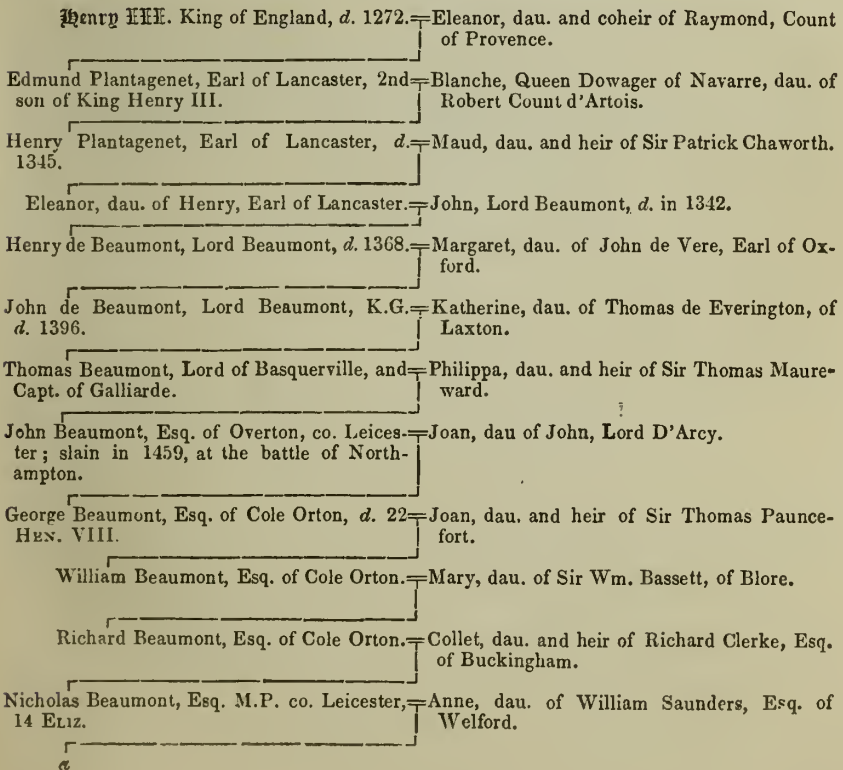 Henry III. King of England, d. 1272. Eleanor, dau. and coheir of Raymond, Count
of Provence.
Edmund Plantagenet, Earl of Lancaster, 2nd Blanche, Queen Dowager of Navarre, dau. of
son of King Henry III. Robert Count d'Artois.
Henry Plantagenet, Earl of Lancaster, d. Maud, dau. and heir of Sir Patrick Chaworth.
1345.
Eleanor, dau. of Henry, Earl of Lancaster. John, Lord Beaumont, d. in 1342.
Henry de Beaumont, Lord Beaumont, d. 1368. Margaret, dau. of John de Vere, Earl of Ox-
ford.
John de Beaumont, Lord Beaumont, K.G. Katherine, dau. of Thomas de Everington, of
d. 1396. Laxton.
Thomas Beaumont, Lord of Basquerville, and Philippa, dau. and heir of Sir Thomas Maure-
Capt. of Galliarde. ward.
John Beaumont, Esq. of Overton, co. Leices- Joan, dau of John, Lord D'Arcy.
ter; slain in 1459, at the battle of North-
ampton.
George Beaumont, Esq. of Cole Orton, d. 22 Joan, dau. and heir of Sir Thomas Paunce-
HEN. VIII. fort.
William Beaumont, Esq. of Cole Orton. Mary, dau. of Sir Wm. Bassett, of Blore.
Richard Beaumont, Esq. of Cole Orton. Collet, dau. and heir of Richard Clerke, Esq.
of Buckingham.
Nicholas Beaumont, Esq. M.P. co. Leicester, Anne, dau. of William Saunders, Esq. of
14 ELIZ. Welford.
a